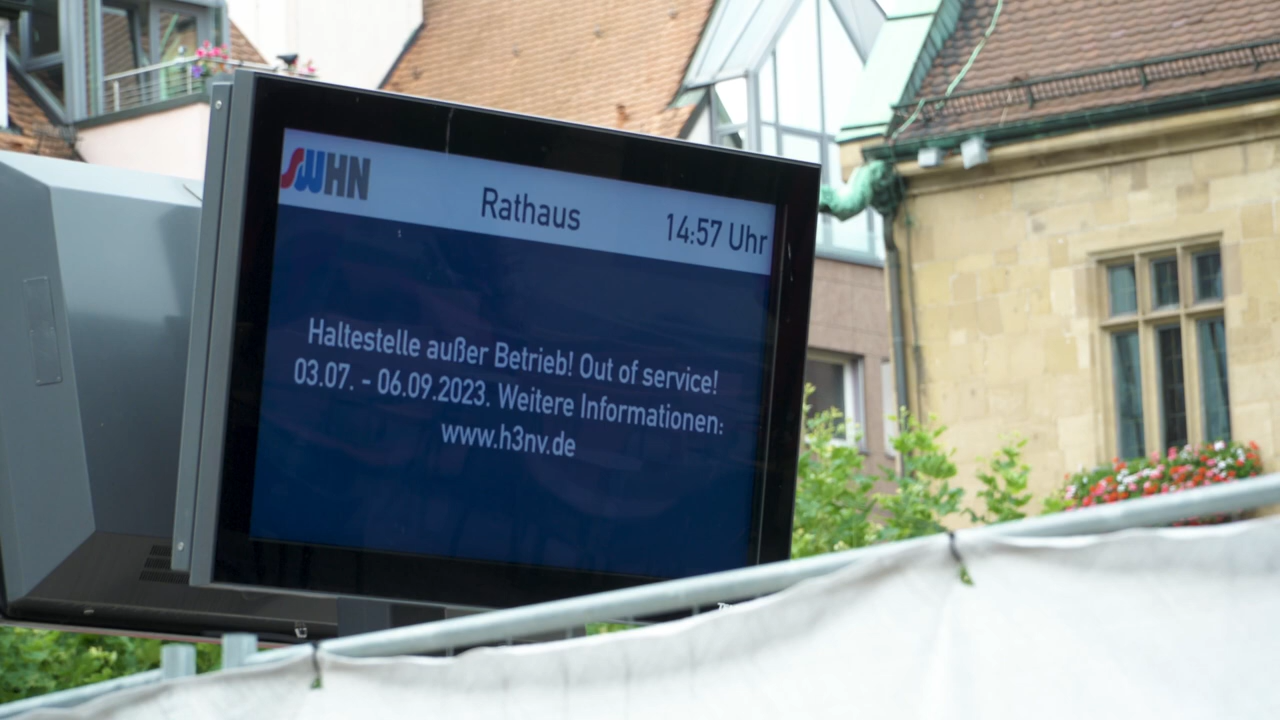 SWHN
Rathaus
14:57 Uhr
Haltestelle außer Betrieb! Out of service!
03.07. - 06.09.2023. Weitere Informationen:
www.h3nv.de